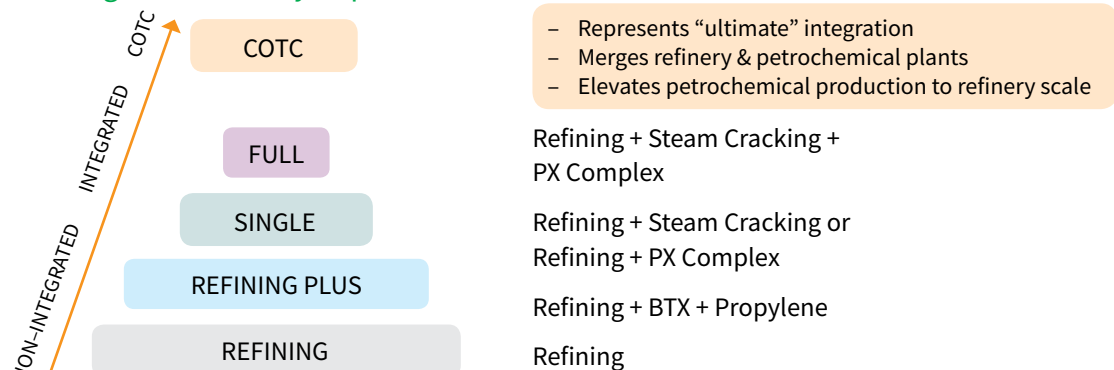 COTC
COTC
– Represents “ultimate” integration
– Merges refinery & petrochemical plants
– Elevates petrochemical production to refinery scale
INTEGRATED
FULL
Refining + Steam Cracking +
PX Complex
SINGLE
Refining + Steam Cracking or
Refining + PX Complex
NON–INTEGRATED
REFINING PLUS
Refining + BTX + Propylene
REFINING
Refining